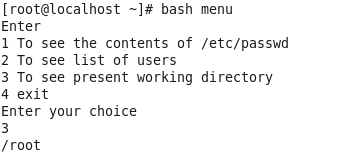 [root@localhost ~]# bash menu
Enter
1 To see the contents of /etc/passwd
2 To see list of users
3 To see present working directory
4 exit
Enter your choice
3
/root